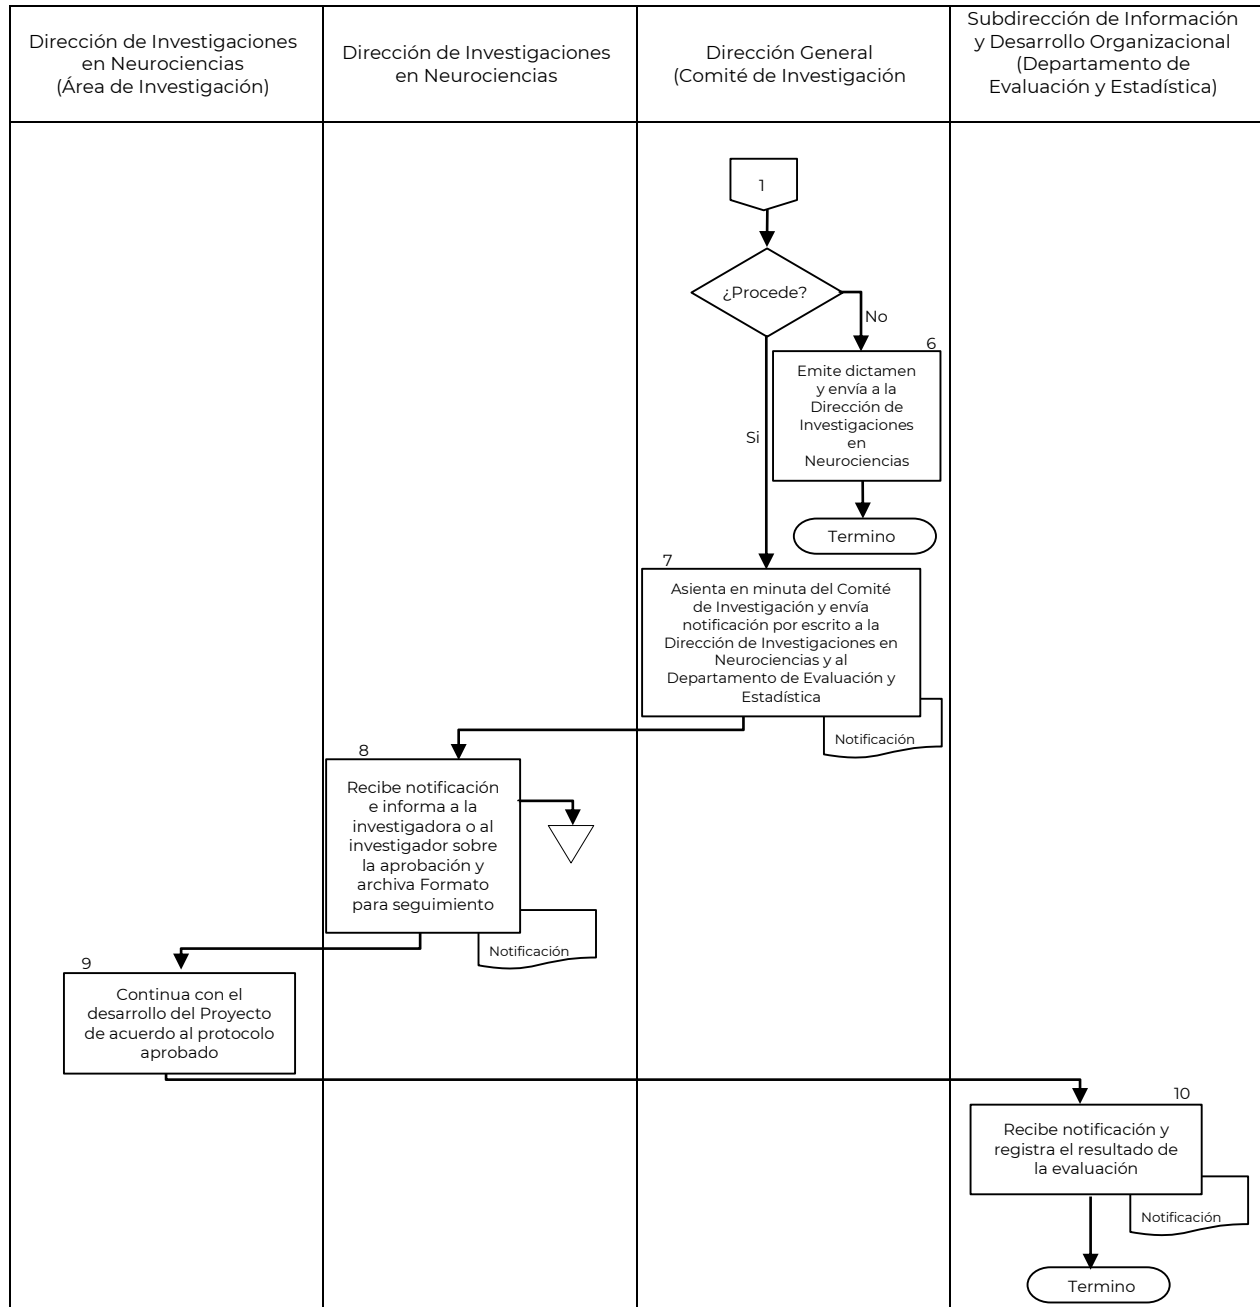 Dirección de Investigaciones
en Neurociencias
(Área de Investigación)
Dirección de Investigaciones
en Neurociencias
Dirección General
(Comité de Investigación
Subdirección de Información
y Desarrollo Organizacional
(Departamento de
Evaluación y Estadística)
1
¿Procede?
No
6
Emite dictamen
y envía a la
Dirección de
Investigaciones
en
Neurociencias
Si
Termino
7
Asienta en minuta del Comité
de Investigación y envía
notificación por escrito a la
Dirección de Investigaciones en
Neurociencias y al
Departamento de Evaluación y
Estadística
Notificación
8
Recibe notificación
e informa a la
investigadora o al
investigador sobre
la aprobación y
archiva Formato
para seguimiento
Notificación
9
Continua con el
desarrollo del Proyecto
de acuerdo al protocolo
aprobado
10
Recibe notificación y
registra el resultado de
la evaluación
Notificación
Termino